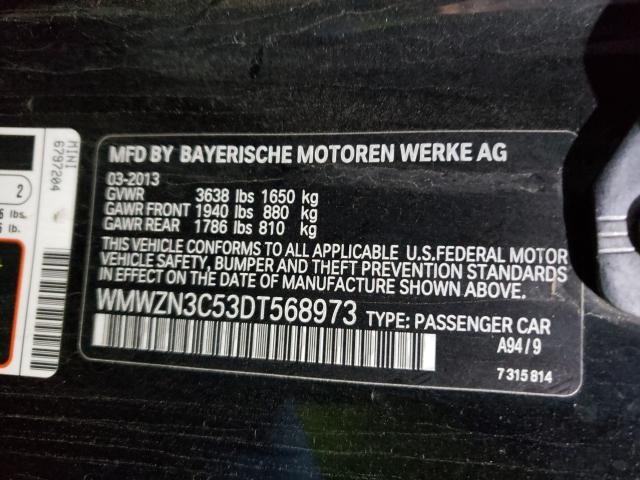 MINI
6797204
2
lbs.
lb.
MFD BY BAYERISCHE MOTOREN WERKE AG
03-2013
GVWR 3638 lbs 1650 kg
GAWR FRONT 1940 lbs 880 kg
GAWR REAR 1786 lbs 810 kg
THIS VEHICLE CONFORMS TO ALL APPLICABLE U.S.FEDERAL MOTOR
VEHICLE SAFETY, BUMPER AND THEFT PREVENTION STANDARDS
IN EFFECT ON THE DATE OF MANUFACTURE SHOWN ABOVE.
WMWZN3C53DT568973 TYPE: PASSENGER CAR
A94 / 9
7 315 814